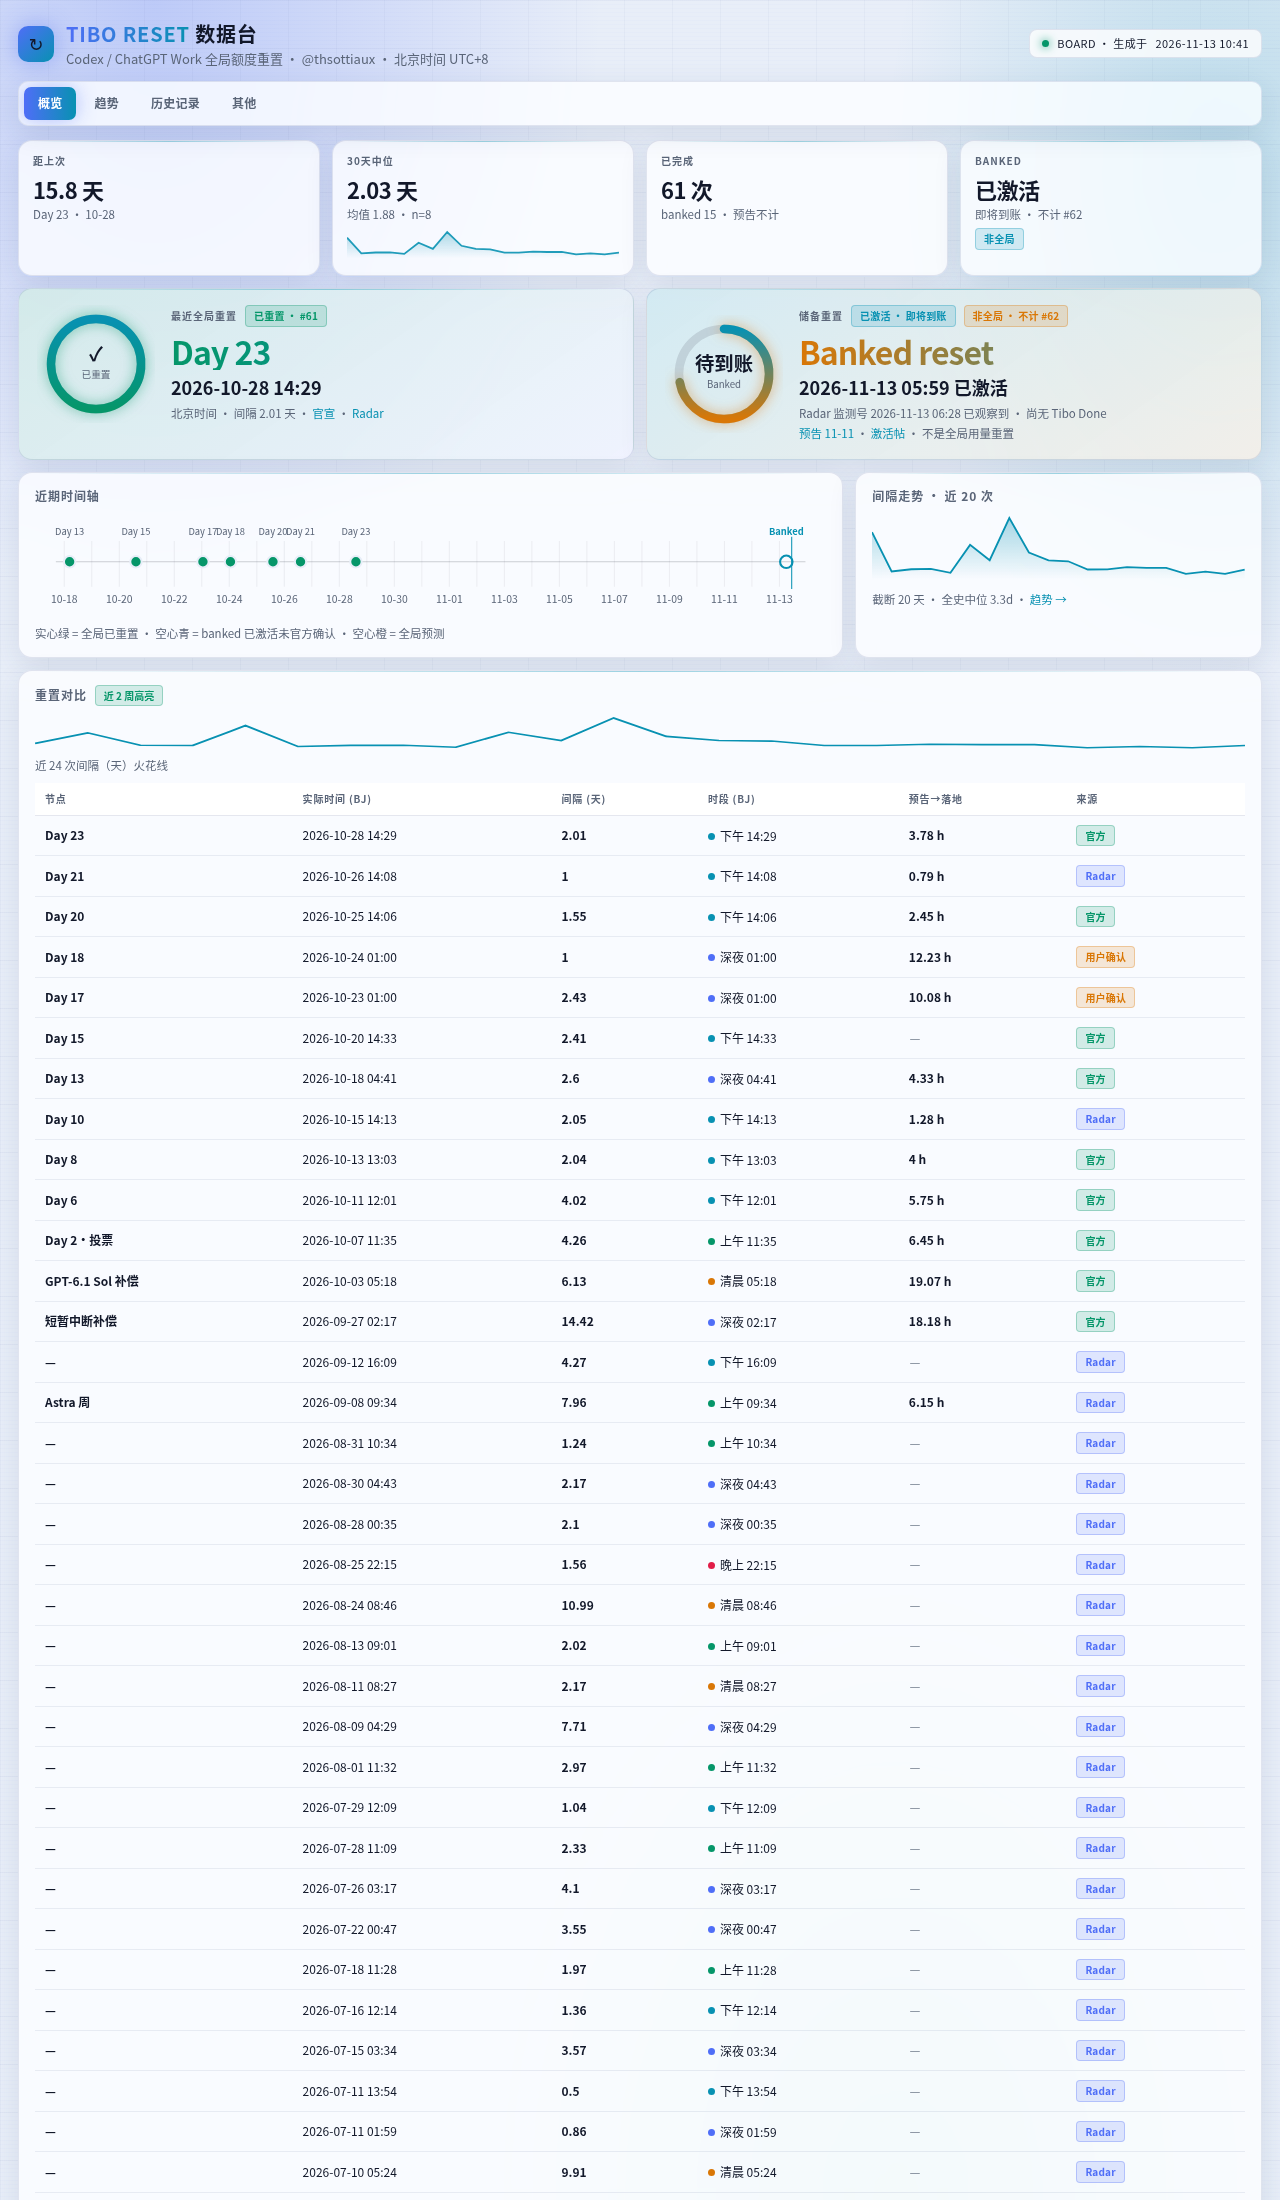 ↻
TIBO RESET 数据台
Codex / ChatGPT Work 全局额度重置 · @thsottiaux · 北京时间 UTC+8
BOARD · 生成于 2026-11-13 10:41
概览 趋势 历史记录 其他
距上次
15.8 天
Day 23 · 10-28
30天中位
2.03 天
均值 1.88 · n=8
已完成
61 次
banked 15 · 预告不计
BANKED
已激活
即将到账 · 不计 #62
非全局
✓
已重置
最近全局重置 已重置 · #61
Day 23
2026-10-28 14:29
北京时间 · 间隔 2.01 天 · 官宣 · Radar
待到账
Banked
储备重置 已激活 · 即将到账 非全局 · 不计 #62
Banked reset
2026-11-13 05:59 已激活
Radar 监测号 2026-11-13 06:28 已观察到 · 尚无 Tibo Done
预告 11-11 · 激活帖 · 不是全局用量重置
近期时间轴
Day 13 Day 15 Day 17 Day 18 Day 20 Day 21 Day 23 Banked
10-18 10-20 10-22 10-24 10-26 10-28 10-30 11-01 11-03 11-05 11-07 11-09 11-11 11-13
实心绿 = 全局已重置 · 空心青 = banked 已激活未官方确认 · 空心橙 = 全局预测
间隔走势 · 近 20 次
截断 20 天 · 全史中位 3.3d · 趋势 →
重置对比 近 2 周高亮
近 24 次间隔（天）火花线
节点 实际时间 (BJ) 间隔 (天) 时段 (BJ) 预告→落地 来源
Day 23 2026-10-28 14:29 2.01 下午 14:29 3.78 h 官方
Day 21 2026-10-26 14:08 1 下午 14:08 0.79 h Radar
Day 20 2026-10-25 14:06 1.55 下午 14:06 2.45 h 官方
Day 18 2026-10-24 01:00 1 深夜 01:00 12.23 h 用户确认
Day 17 2026-10-23 01:00 2.43 深夜 01:00 10.08 h 用户确认
Day 15 2026-10-20 14:33 2.41 下午 14:33 — 官方
Day 13 2026-10-18 04:41 2.6 深夜 04:41 4.33 h 官方
Day 10 2026-10-15 14:13 2.05 下午 14:13 1.28 h Radar
Day 8 2026-10-13 13:03 2.04 下午 13:03 4 h 官方
Day 6 2026-10-11 12:01 4.02 下午 12:01 5.75 h 官方
Day 2 · 投票 2026-10-07 11:35 4.26 上午 11:35 6.45 h 官方
GPT-6.1 Sol 补偿 2026-10-03 05:18 6.13 清晨 05:18 19.07 h 官方
短暂中断补偿 2026-09-27 02:17 14.42 深夜 02:17 18.18 h 官方
— 2026-09-12 16:09 4.27 下午 16:09 — Radar
Astra 周 2026-09-08 09:34 7.96 上午 09:34 6.15 h Radar
— 2026-08-31 10:34 1.24 上午 10:34 — Radar
— 2026-08-30 04:43 2.17 深夜 04:43 — Radar
— 2026-08-28 00:35 2.1 深夜 00:35 — Radar
— 2026-08-25 22:15 1.56 晚上 22:15 — Radar
— 2026-08-24 08:46 10.99 清晨 08:46 — Radar
— 2026-08-13 09:01 2.02 上午 09:01 — Radar
— 2026-08-11 08:27 2.17 清晨 08:27 — Radar
— 2026-08-09 04:29 7.71 深夜 04:29 — Radar
— 2026-08-01 11:32 2.97 上午 11:32 — Radar
— 2026-07-29 12:09 1.04 下午 12:09 — Radar
— 2026-07-28 11:09 2.33 上午 11:09 — Radar
— 2026-07-26 03:17 4.1 深夜 03:17 — Radar
— 2026-07-22 00:47 3.55 深夜 00:47 — Radar
— 2026-07-18 11:28 1.97 上午 11:28 — Radar
— 2026-07-16 12:14 1.36 下午 12:14 — Radar
— 2026-07-15 03:34 3.57 深夜 03:34 — Radar
— 2026-07-11 13:54 0.5 下午 13:54 — Radar
— 2026-07-11 01:59 0.86 深夜 01:59 — Radar
— 2026-07-10 05:24 9.91 清晨 05:24 — Radar